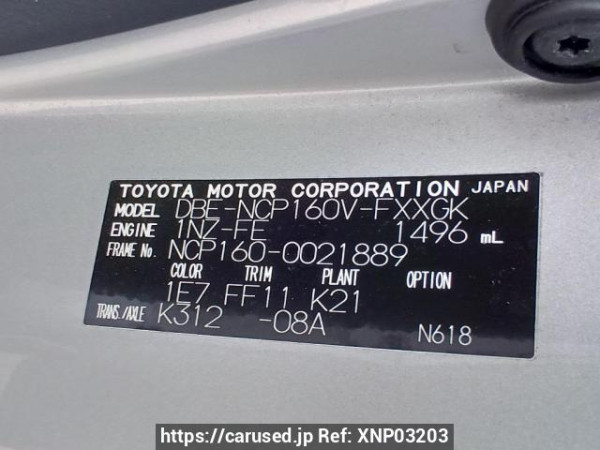 TOYOTA MOTOR CORPORATION JAPAN
MODEL DBE-NCP160V-FXXGK
ENGINE 1NZ-FE 1496 mL
FRAME No. NCP160-0021889
COLOR TRIM PLANT OPTION
1E7 FF11 K21
TRANS./AXLE K312 -08A N618
https://carused.jp Ref: XNP03203